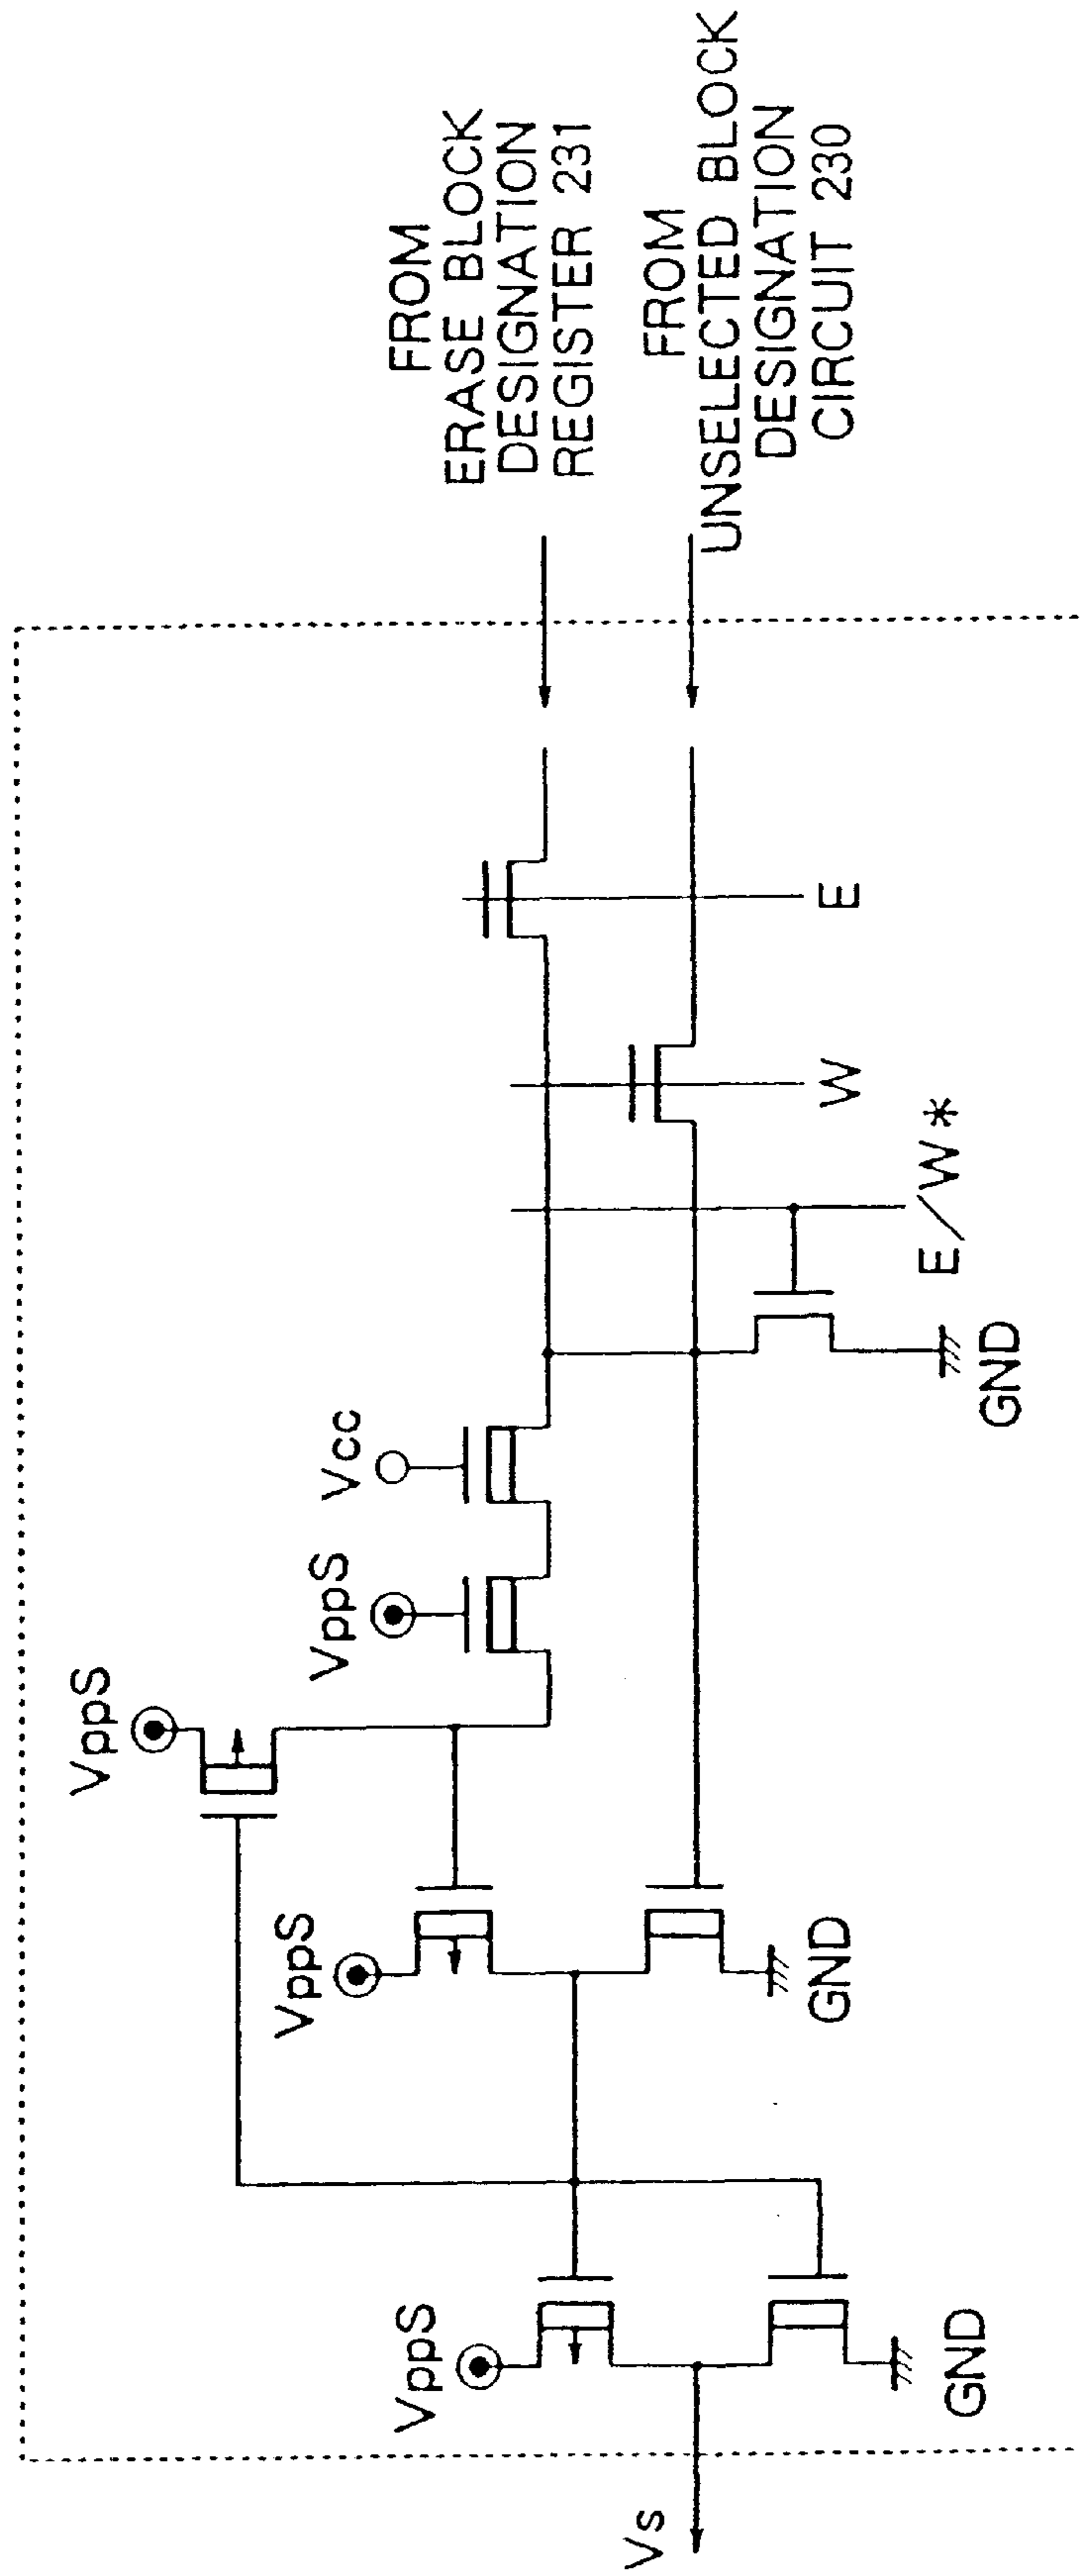 FROM
ERASE BLOCK
DESIGNATION
REGISTER 231
FROM
UNSELECTED BLOCK
DESIGNATION
CIRCUIT 230
VppS
VppS
Vcc
VppS
VppS
E
W
E/W*
GND
GND
GND
Vs